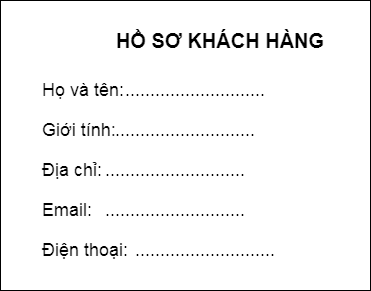 HỒ SƠ KHÁCH HÀNG
Họ và tên:............................
Giới tính:............................
Địa chỉ: ............................
Email: ............................
Điện thoại: ............................